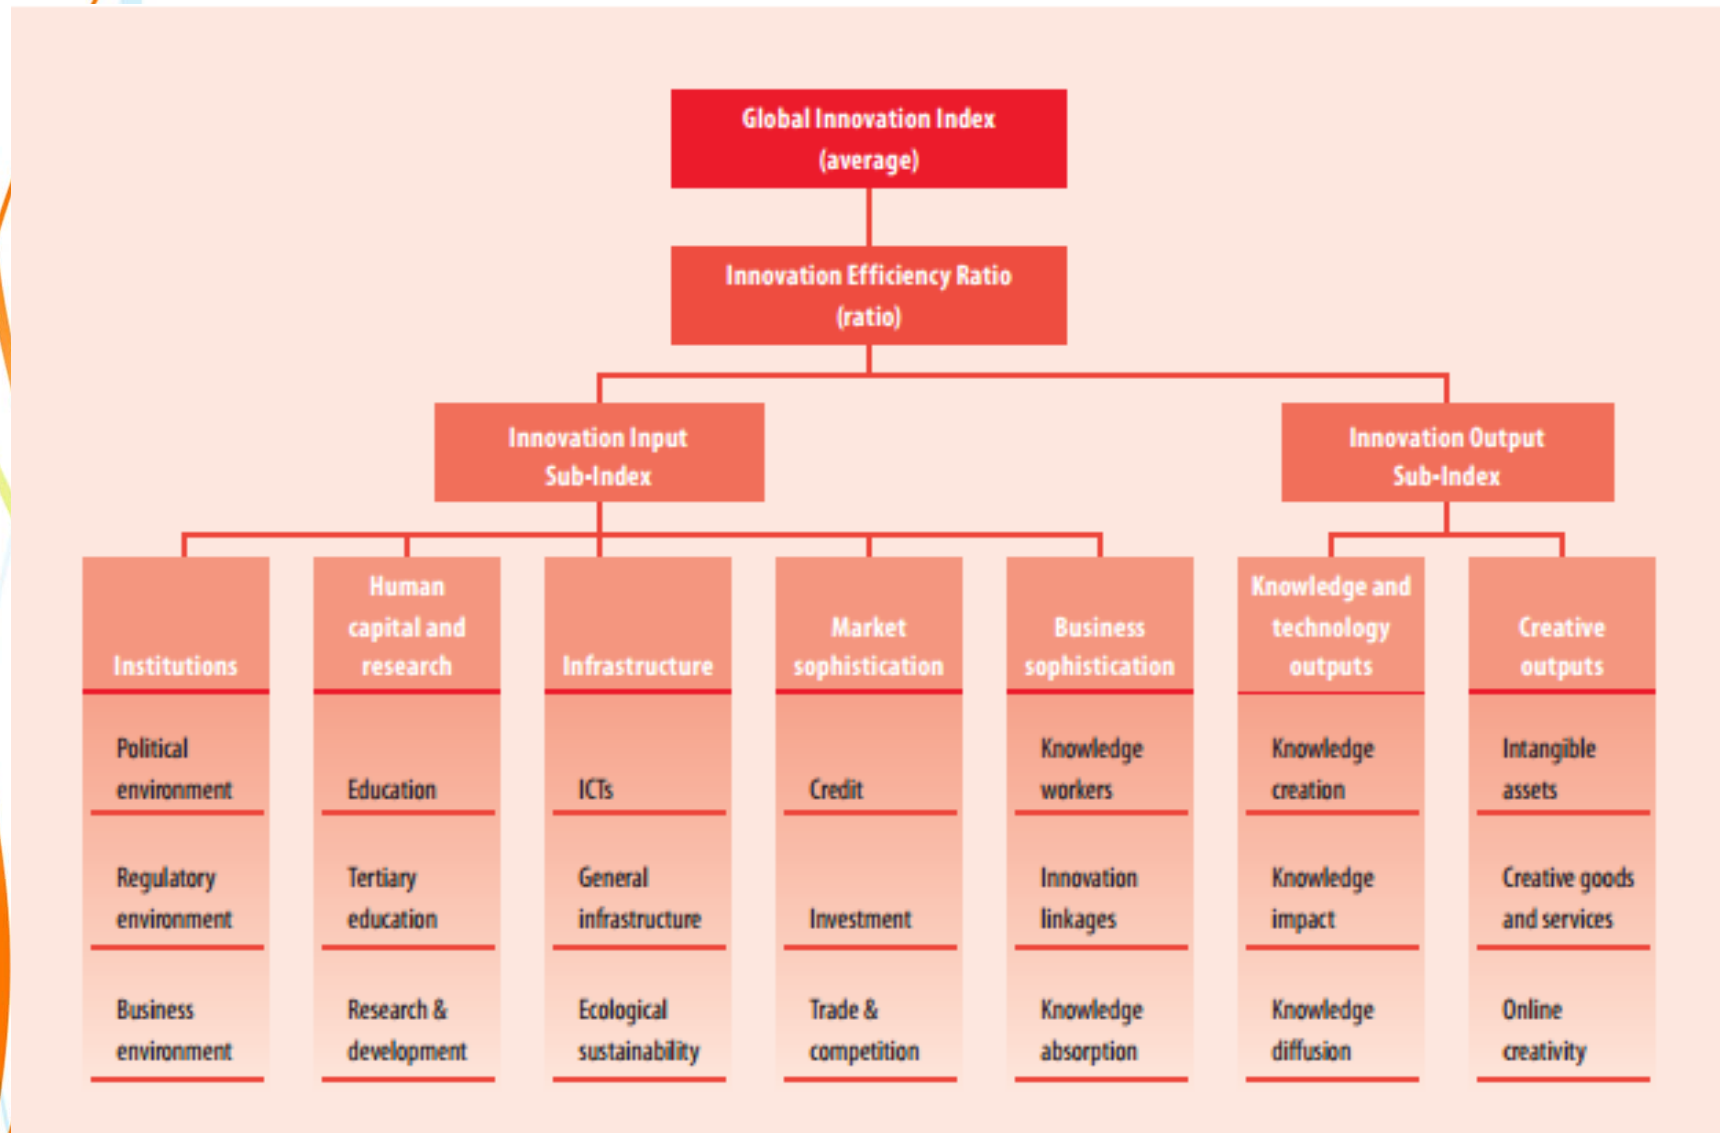 Global Innovation Index
(average)
Innovation Efficiency Ratio
(ratio)
Innovation Input
Sub-Index
Innovation Output
Sub-Index
Institutions
Human
capital and
research
Infrastructure
Market
sophistication
Business
sophistication
Knowledge and
technology
outputs
Creative
outputs
Political
environment
Education
ICTs
Credit
Knowledge
workers
Knowledge
creation
Intangible
assets
Regulatory
environment
Tertiary
education
General
infrastructure
Investment
Innovation
linkages
Knowledge
impact
Creative goods
and services
Business
environment
Research &
development
Ecological
sustainability
Trade &
competition
Knowledge
absorption
Knowledge
diffusion
Online
creativity